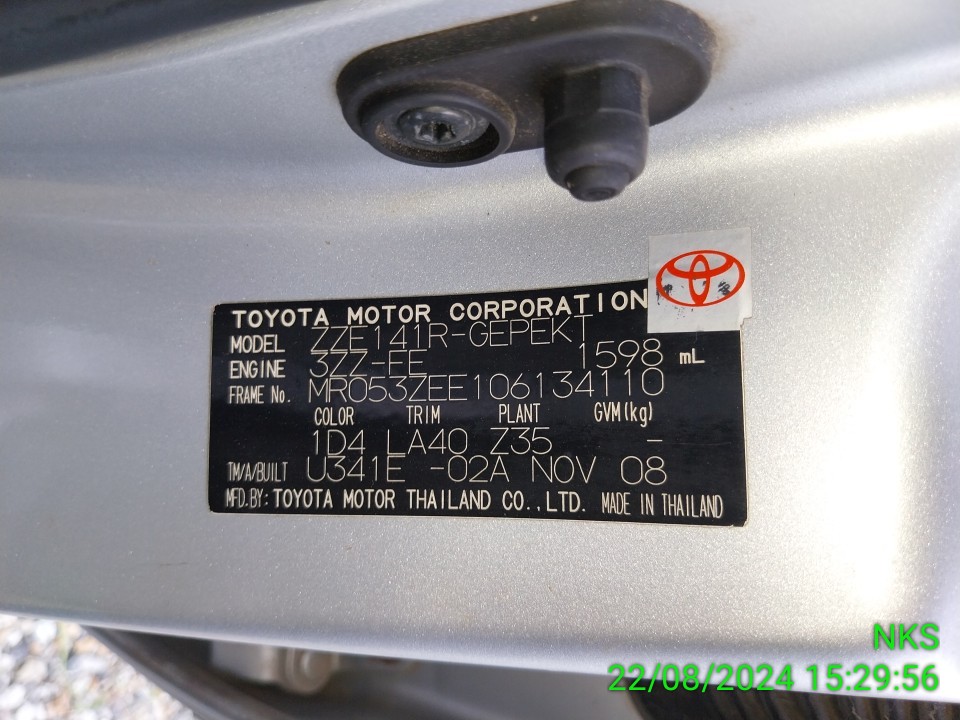 TOYOTA MOTOR CORPORATION
MODEL ZZE141R-GEPEKT
ENGINE 3ZZ-FE 1598 mL
FRAME No. MR053ZEE106134110
COLOR TRIM PLANT GVM(kg)
1D4 LA40 Z35 -
TM/A/BUILT U341E -02A NOV 08
MFD.BY: TOYOTA MOTOR THAILAND CO.,LTD. MADE IN THAILAND
NKS
22/08/2024 15:29:56